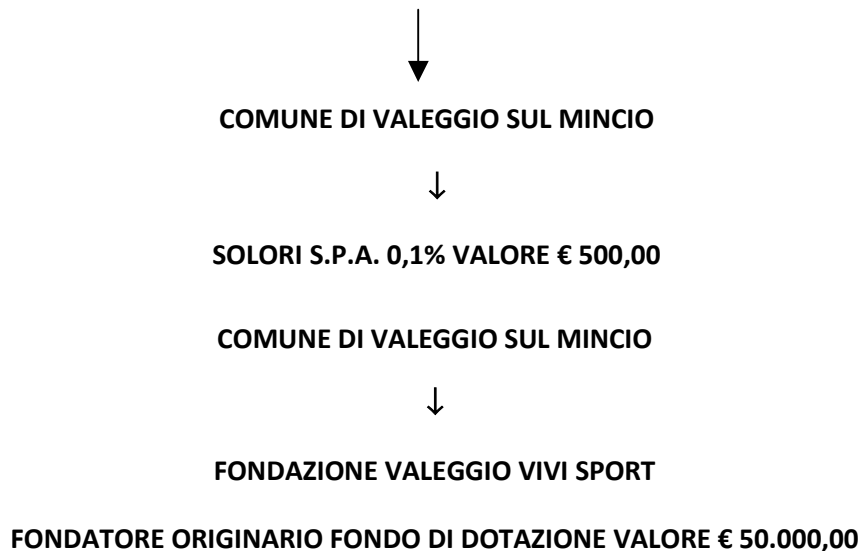 COMUNE DI VALEGGIO SUL MINCIO
↓
SOLORI S.P.A. 0,1% VALORE € 500,00
COMUNE DI VALEGGIO SUL MINCIO
↓
FONDAZIONE VALEGGIO VIVI SPORT
FONDATORE ORIGINARIO FONDO DI DOTAZIONE VALORE € 50.000,00